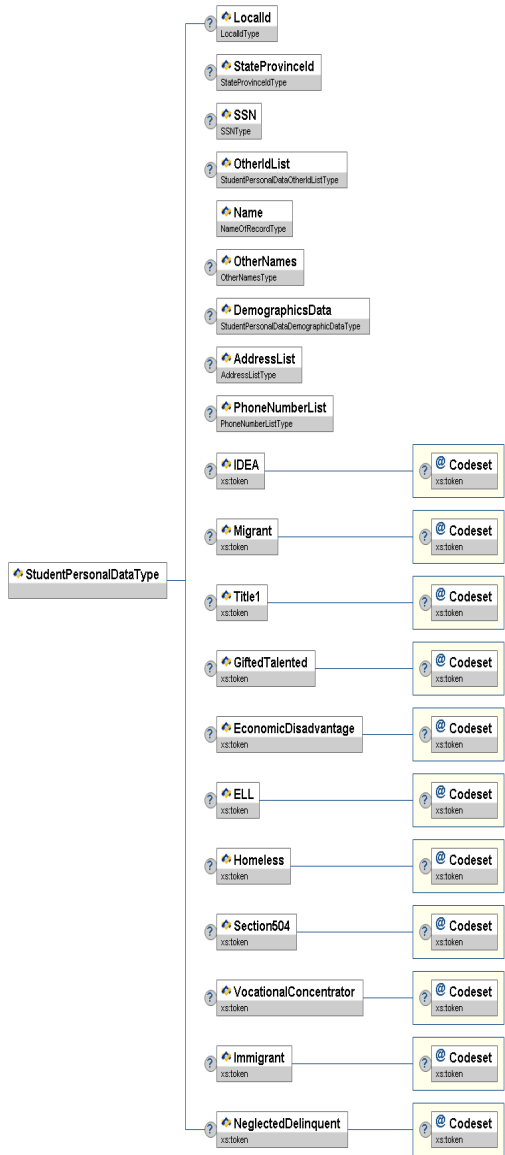 LocalId
LocalIdType
StateProvinceId
StateProvinceIdType
SSN
SSNType
OtherIdList
StudentPersonalDataOtherIdListType
Name
NameOfRecordType
OtherNames
OtherNamesType
DemographicsData
StudentPersonalDataDemographicDataType
AddressList
AddressListType
PhoneNumberList
PhoneNumberListType
IDEA
xs:token
@ Codeset
xs:token
Migrant
xs:token
@ Codeset
xs:token
StudentPersonalDataType
Title1
xs:token
@ Codeset
xs:token
GiftedTalented
xs:token
@ Codeset
xs:token
EconomicDisadvantage
xs:token
@ Codeset
xs:token
ELL
xs:token
@ Codeset
xs:token
Homeless
xs:token
@ Codeset
xs:token
Section504
xs:token
@ Codeset
xs:token
VocationalConcentrator
xs:token
@ Codeset
xs:token
Immigrant
xs:token
@ Codeset
xs:token
NeglectedDelinquent
xs:token
@ Codeset
xs:token